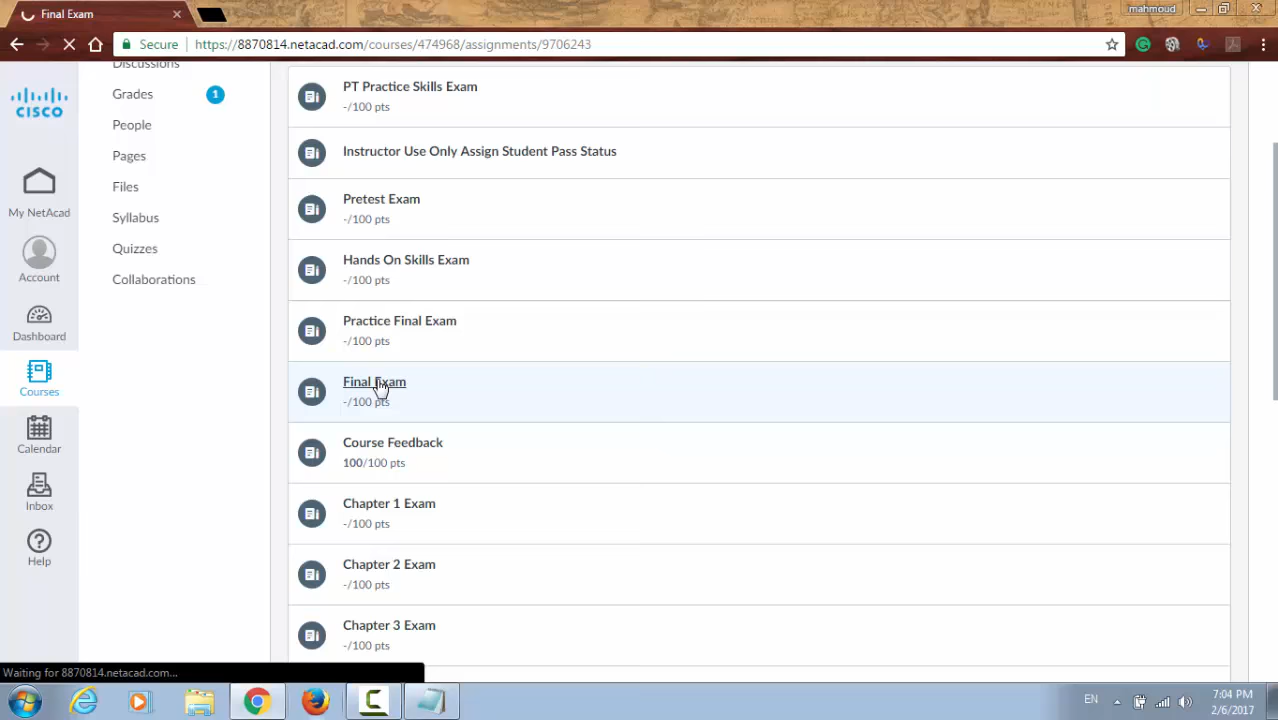 Final Exam
mahmoud
Secure
https://8870814.netacad.com/courses/474968/assignments/9706243
CISCO
My NetAcad
Account
Dashboard
Courses
Calendar
Inbox
Help
Discussions
Grades
1
People
Pages
Files
Syllabus
Quizzes
Collaborations
PT Practice Skills Exam
-/100 pts
Instructor Use Only Assign Student Pass Status
Pretest Exam
-/100 pts
Hands On Skills Exam
-/100 pts
Practice Final Exam
-/100 pts
Final Exam
-/100 pts
Course Feedback
100/100 pts
Chapter 1 Exam
-/100 pts
Chapter 2 Exam
-/100 pts
Chapter 3 Exam
-/100 pts
Waiting for 8870814.netacad.com...
EN
7:04 PM
2/6/2017